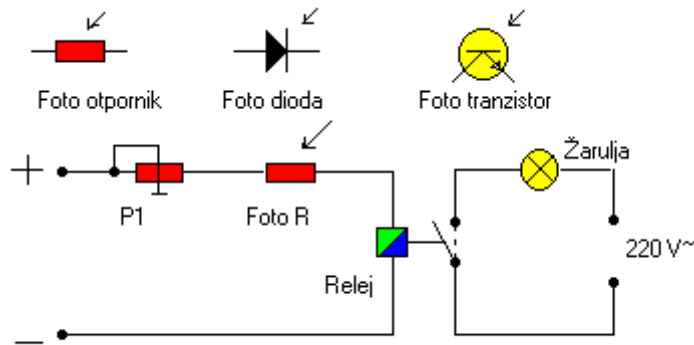 Foto otpornik
Foto dioda
Foto tranzistor
+
Žarulja
P1
Foto R
220 V~
Relej
–